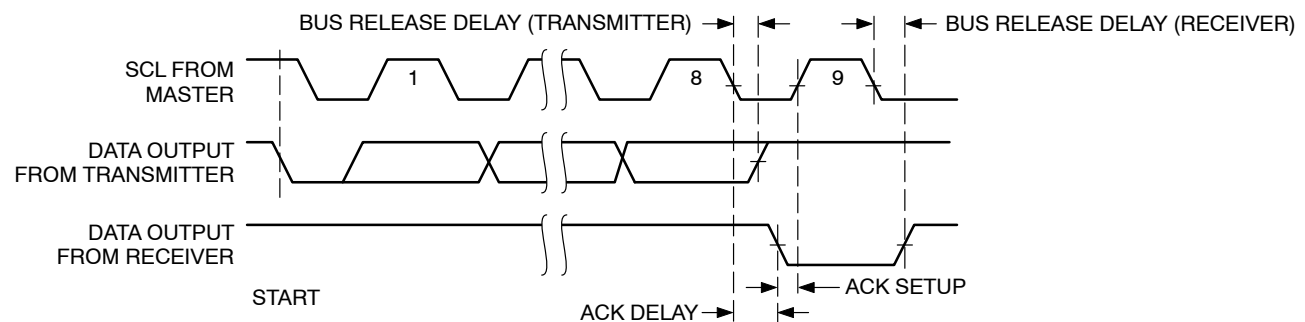 BUS RELEASE DELAY (TRANSMITTER)
BUS RELEASE DELAY (RECEIVER)
SCL FROM
MASTER
1
8
9
DATA OUTPUT
FROM TRANSMITTER
DATA OUTPUT
FROM RECEIVER
START
ACK SETUP
ACK DELAY